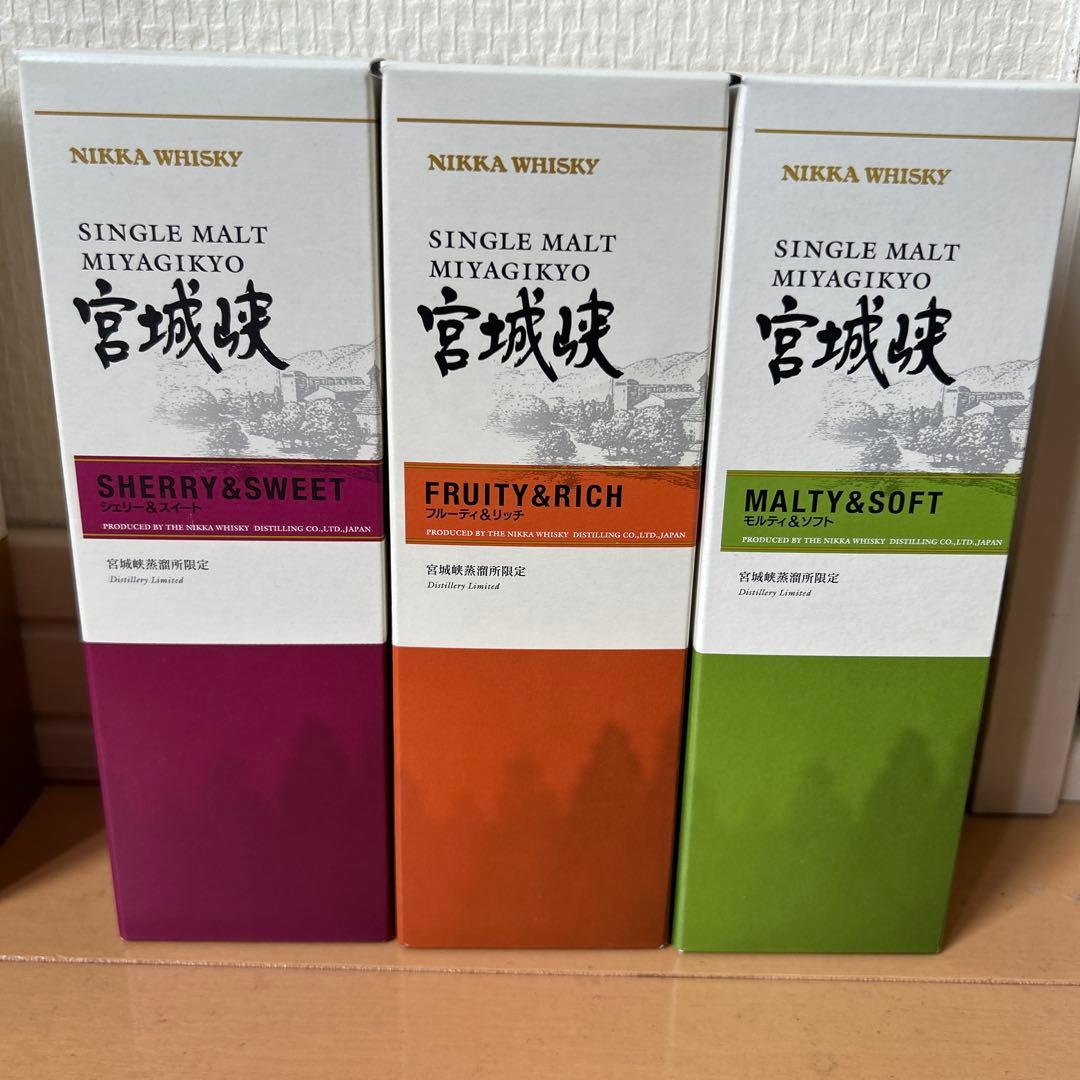 NIKKA WHISKY
SINGLE MALT
MIYAGIKYO
宮城峡
SHERRY&SWEET
シェリー&スイート
PRODUCED BY THE NIKKA WHISKY DISTILLING CO.,LTD.,JAPAN
宮城峡蒸溜所限定
Distillery Limited
NIKKA WHISKY
SINGLE MALT
MIYAGIKYO
宮城峡
FRUITY&RICH
フルーティ&リッチ
PRODUCED BY THE NIKKA WHISKY DISTILLING CO.,LTD.,JAPAN
宮城峡蒸溜所限定
Distillery Limited
NIKKA WHISKY
SINGLE MALT
MIYAGIKYO
宮城峡
MALTY&SOFT
モルティ&ソフト
PRODUCED BY THE NIKKA WHISKY DISTILLING CO.,LTD.,JAPAN
宮城峡蒸溜所限定
Distillery Limited